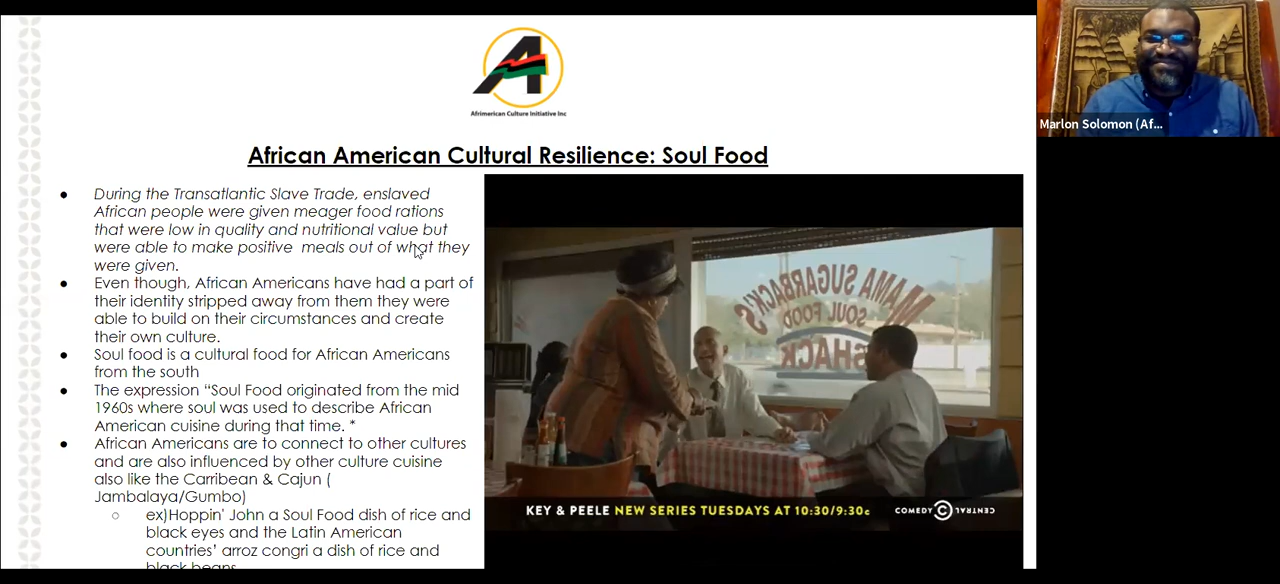 Afrimerican Culture Initiative Inc
Marlon Solomon (Af...
African American Cultural Resilience: Soul Food
● During the Transatlantic Slave Trade, enslaved
African people were given meager food rations
that were low in quality and nutritional value but
were able to make positive meals out of what they
were given.
● Even though, African Americans have had a part of
their identity stripped away from them they were
able to build on their circumstances and create
their own culture.
● Soul food is a cultural food for African Americans
from the south
● The expression “Soul Food originated from the mid
1960s where soul was used to describe African
American cuisine during that time. *
● African Americans are to connect to other cultures
and are also influenced by other culture cuisine
also like the Carribean & Cajun (
Jambalaya/Gumbo)
○ ex)Hoppin' John a Soul Food dish of rice and
black eyes and the Latin American
countries’ arroz congri a dish of rice and
black beans
MAMA SUGARBACK'S
SOUL FOOD
SHACK
KEY & PEELE NEW SERIES TUESDAYS AT 10:30/9:30c
COMEDY CENTRAL